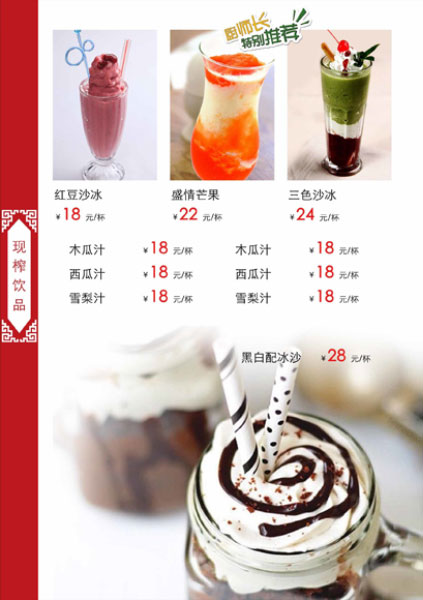 厨师长
特别推荐
红豆沙冰
¥18 元/杯
盛情芒果
¥22 元/杯
三色沙冰
¥24 元/杯
现榨饮品
木瓜汁 ¥18 元/杯 木瓜汁 ¥18 元/杯
西瓜汁 ¥18 元/杯 西瓜汁 ¥18 元/杯
雪梨汁 ¥18 元/杯 雪梨汁 ¥18 元/杯
黑白配冰沙 ¥28 元/杯